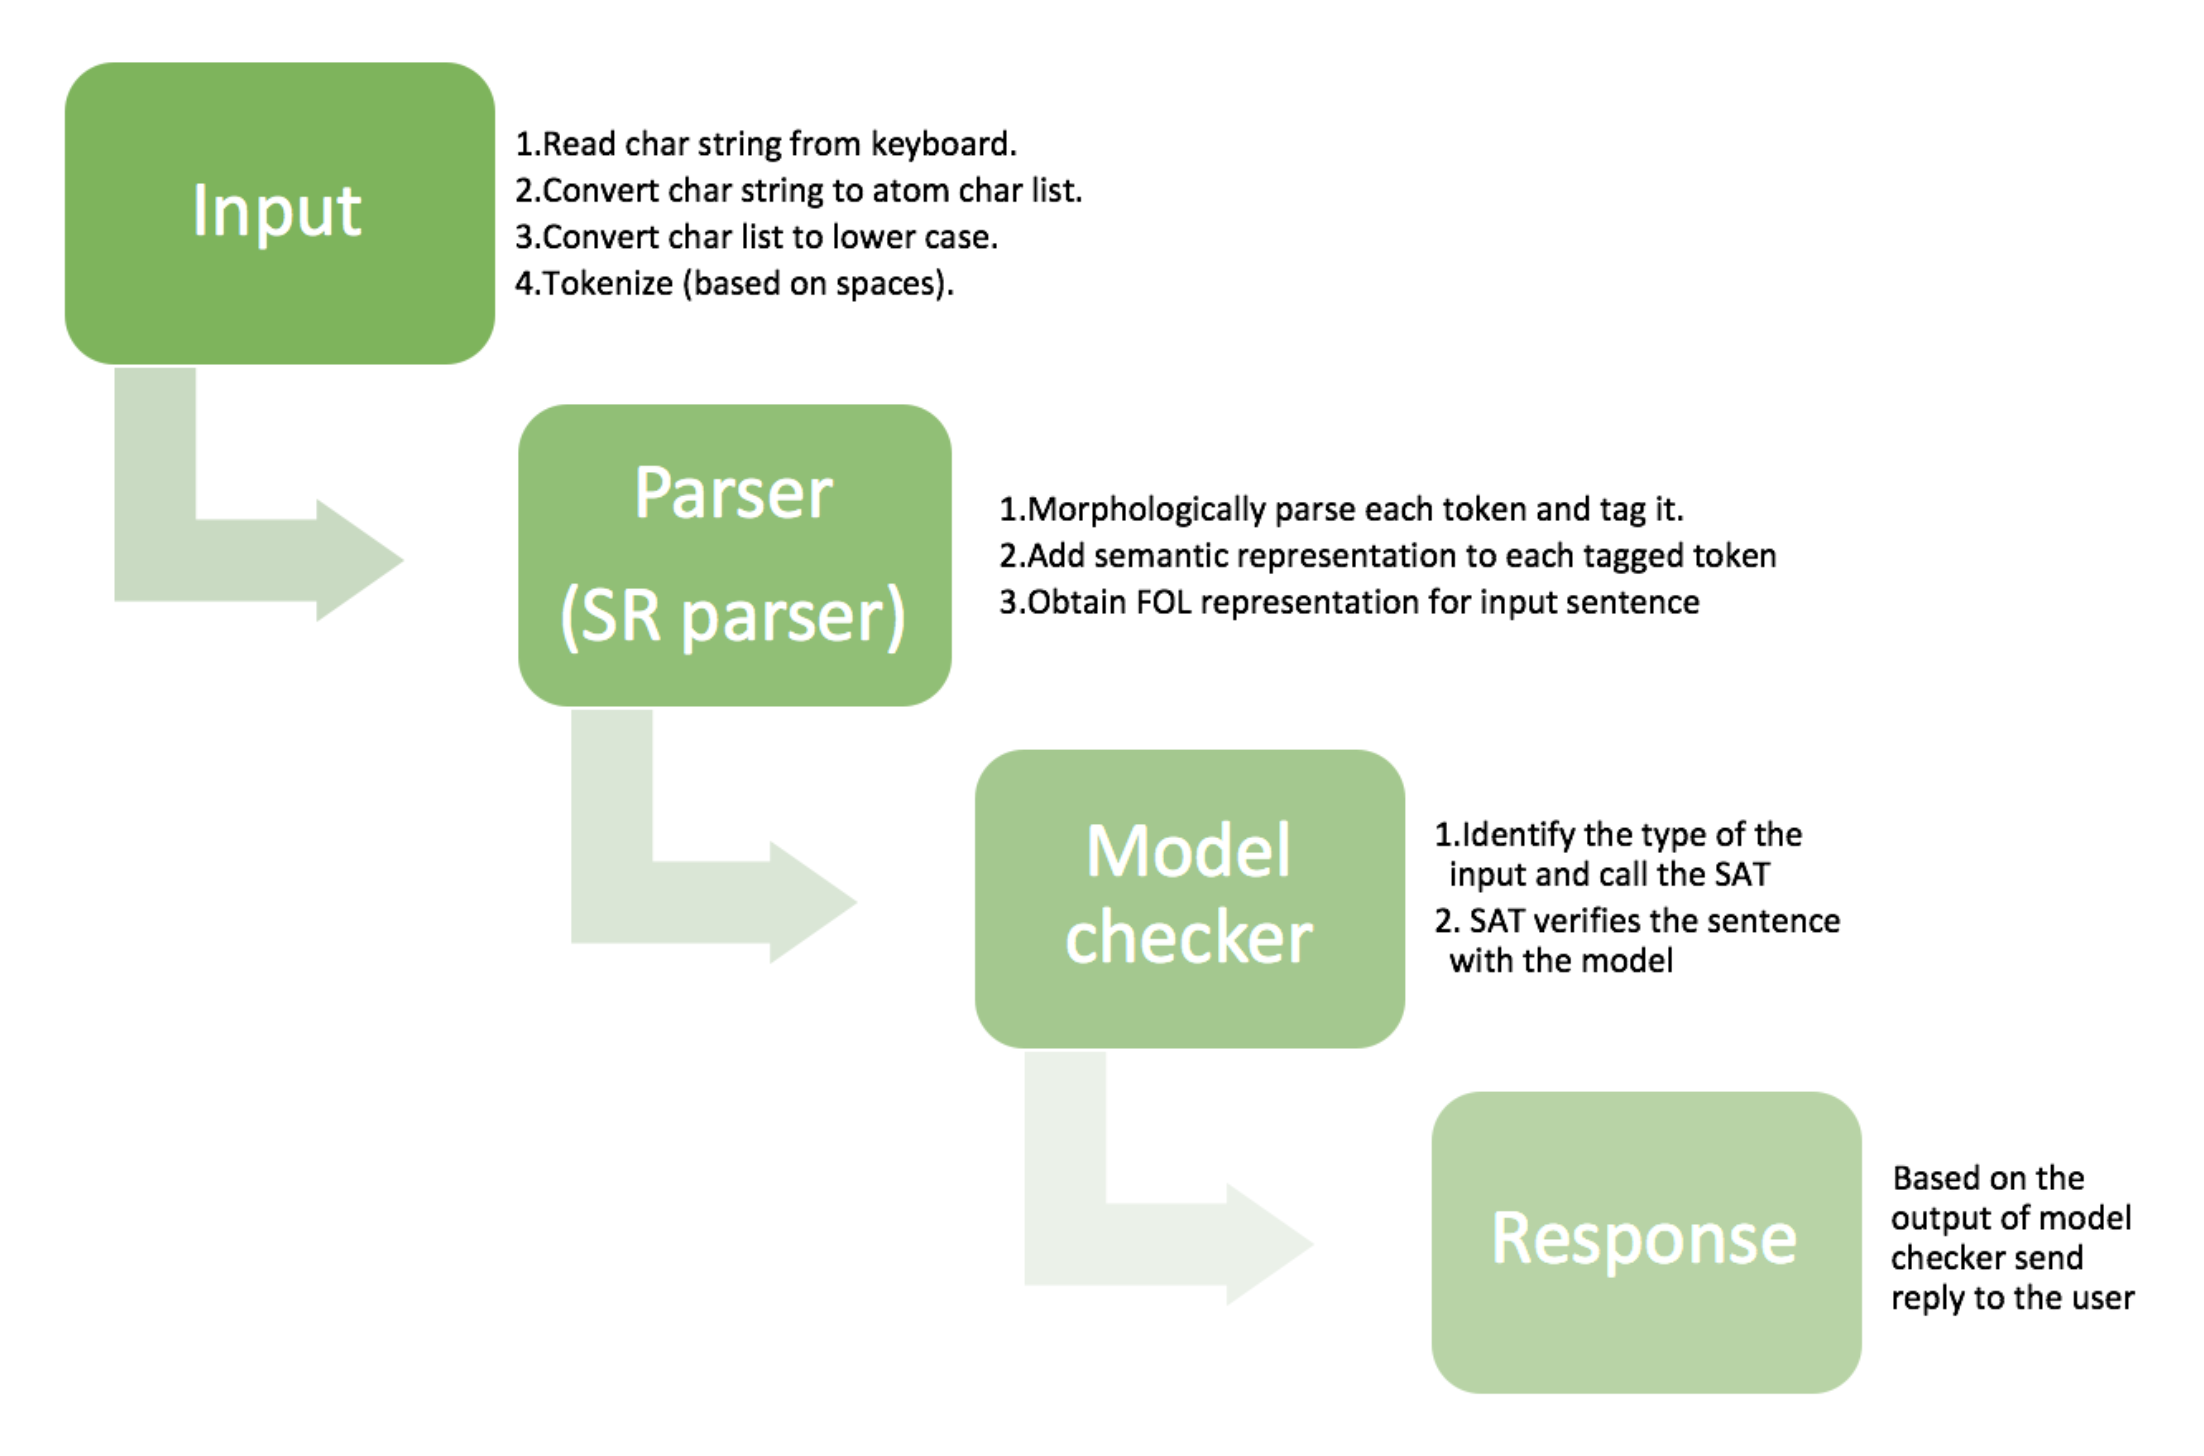 Input
1.Read char string from keyboard.
2.Convert char string to atom char list.
3.Convert char list to lower case.
4.Tokenize (based on spaces).
Parser
(SR parser)
1.Morphologically parse each token and tag it.
2.Add semantic representation to each tagged token
3.Obtain FOL representation for input sentence
Model
checker
1.Identify the type of the
input and call the SAT
2. SAT verifies the sentence
with the model
Response
Based on the
output of model
checker send
reply to the user